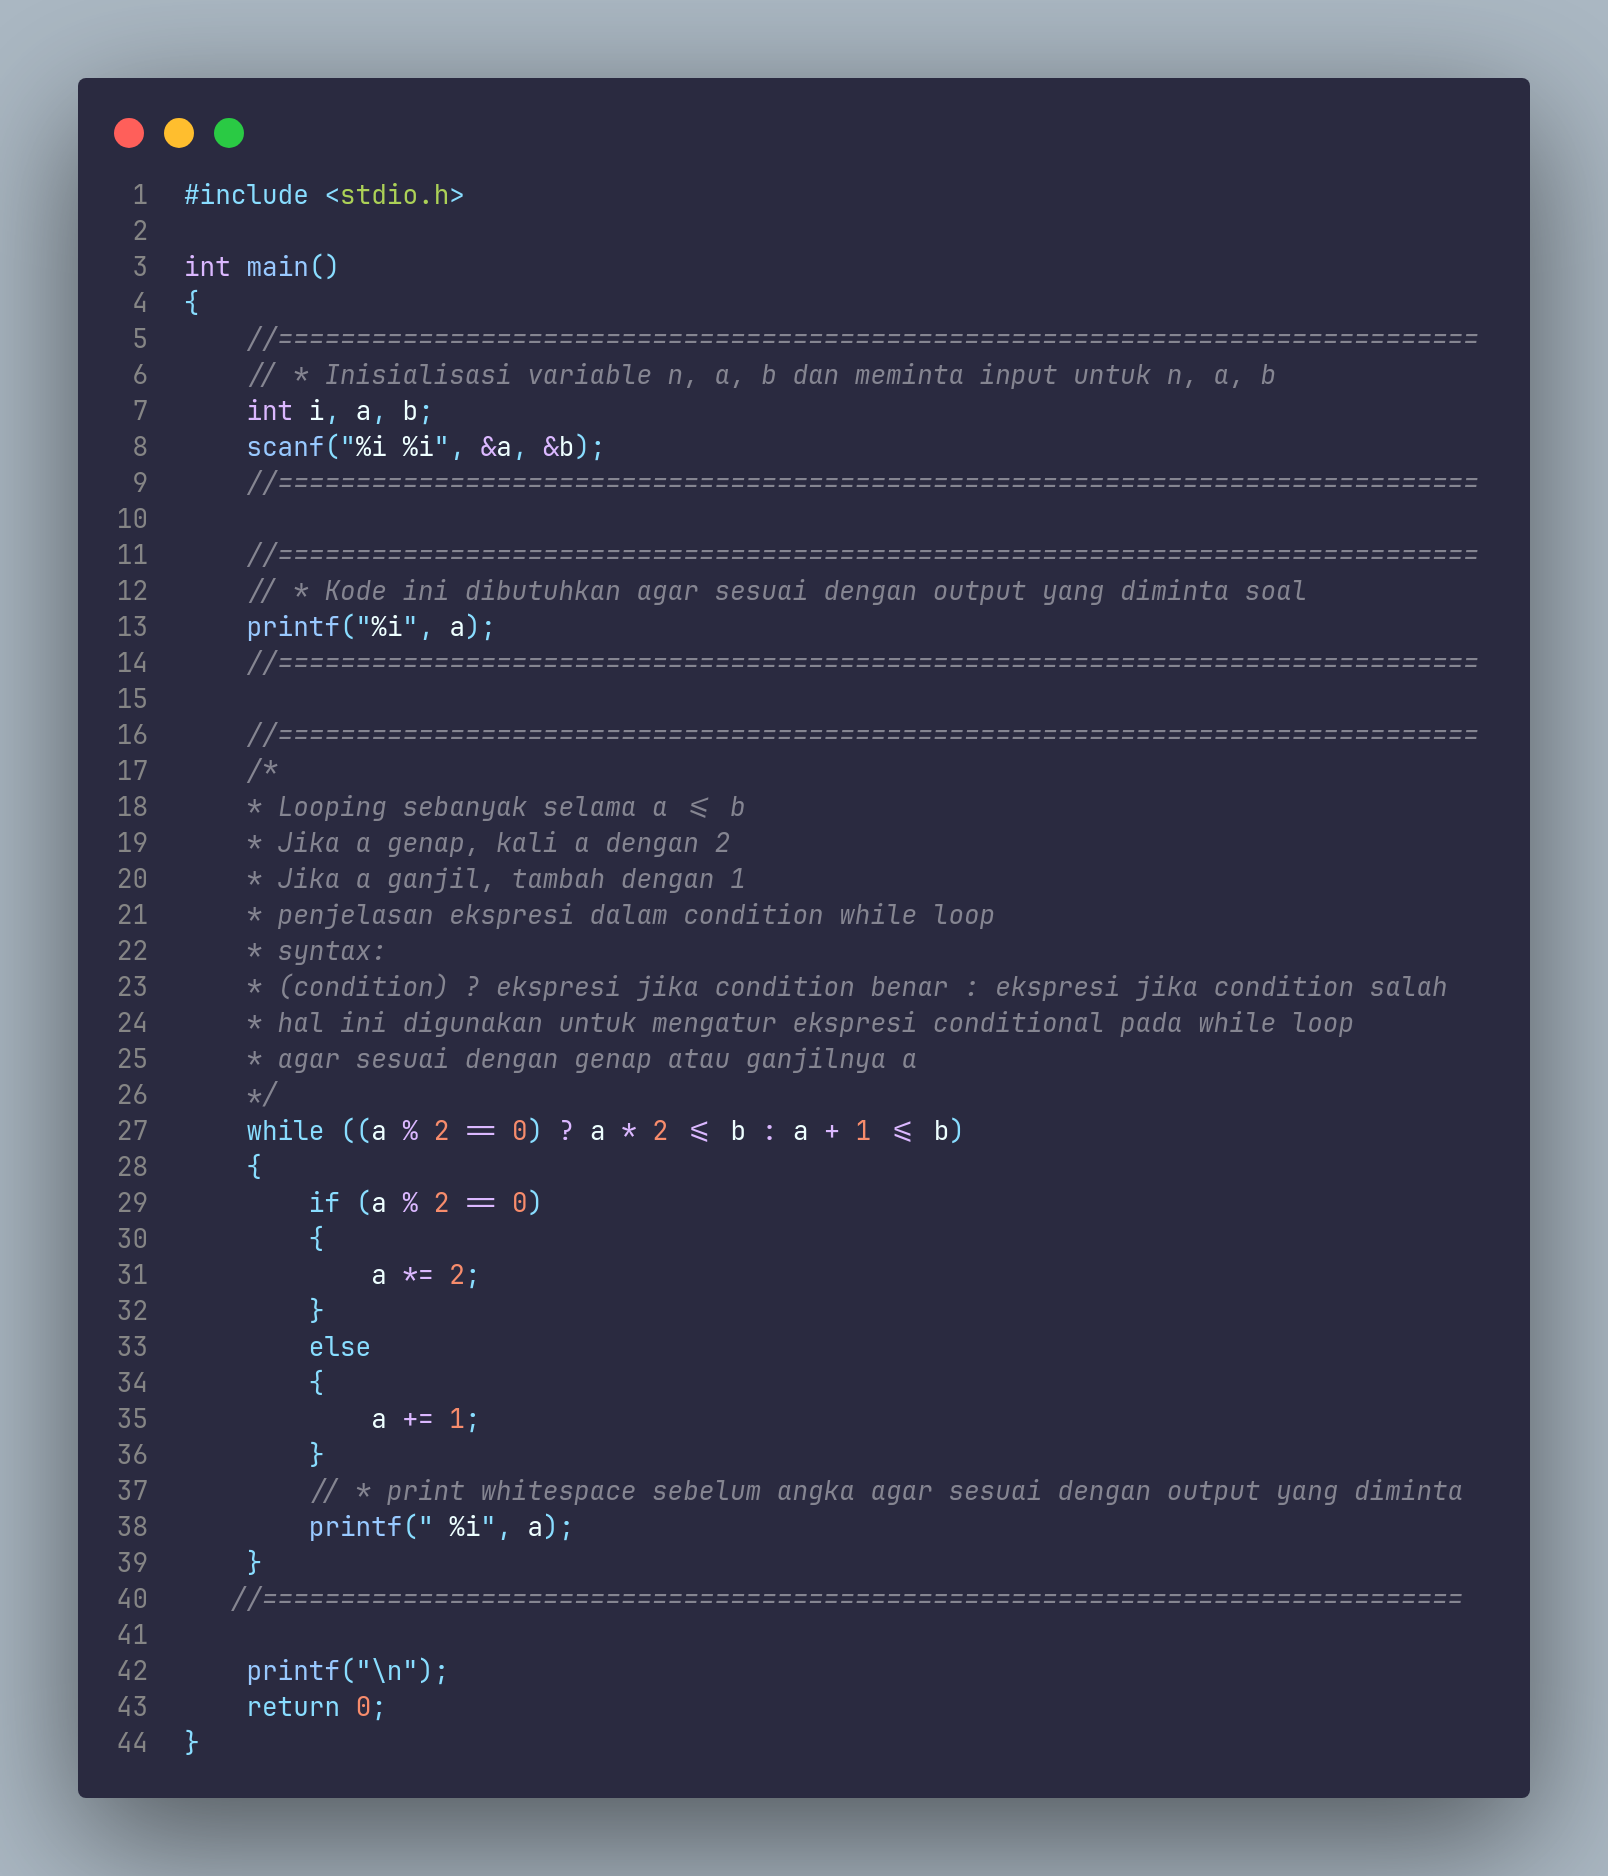 1 #include <stdio.h>
2
3 int main()
4 {
5     //=============================================================================
6     // * Inisialisasi variable n, a, b dan meminta input untuk n, a, b
7     int i, a, b;
8     scanf("%i %i", &a, &b);
9     //=============================================================================
10
11     //=============================================================================
12     // * Kode ini dibutuhkan agar sesuai dengan output yang diminta soal
13     printf("%i", a);
14     //=============================================================================
15
16     //=============================================================================
17     /*
18     * Looping sebanyak selama a <= b
19     * Jika a genap, kali a dengan 2
20     * Jika a ganjil, tambah dengan 1
21     * penjelasan ekspresi dalam condition while loop
22     * syntax:
23     * (condition) ? ekspresi jika condition benar : ekspresi jika condition salah
24     * hal ini digunakan untuk mengatur ekspresi conditional pada while loop
25     * agar sesuai dengan genap atau ganjilnya a
26     */
27     while ((a % 2 == 0) ? a * 2 <= b : a + 1 <= b)
28     {
29         if (a % 2 == 0)
30         {
31             a *= 2;
32         }
33         else
34         {
35             a += 1;
36         }
37         // * print whitespace sebelum angka agar sesuai dengan output yang diminta
38         printf(" %i", a);
39     }
40    //=============================================================================
41
42     printf("\n");
43     return 0;
44 }